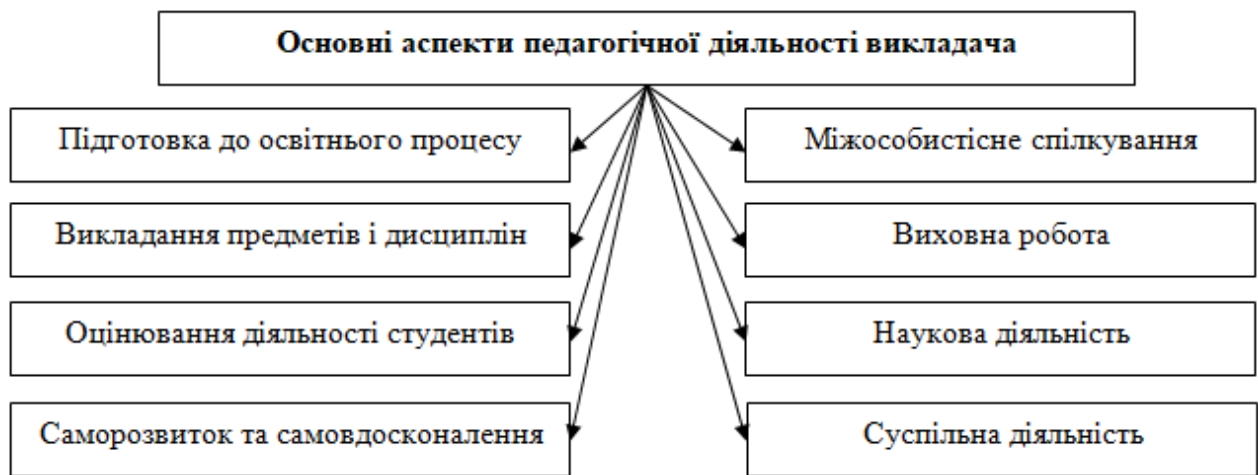 Основні аспекти педагогічної діяльності викладача
Підготовка до освітнього процесу
Міжособистісне спілкування
Викладання предметів і дисциплін
Виховна робота
Оцінювання діяльності студентів
Наукова діяльність
Саморозвиток та самовдосконалення
Суспільна діяльність